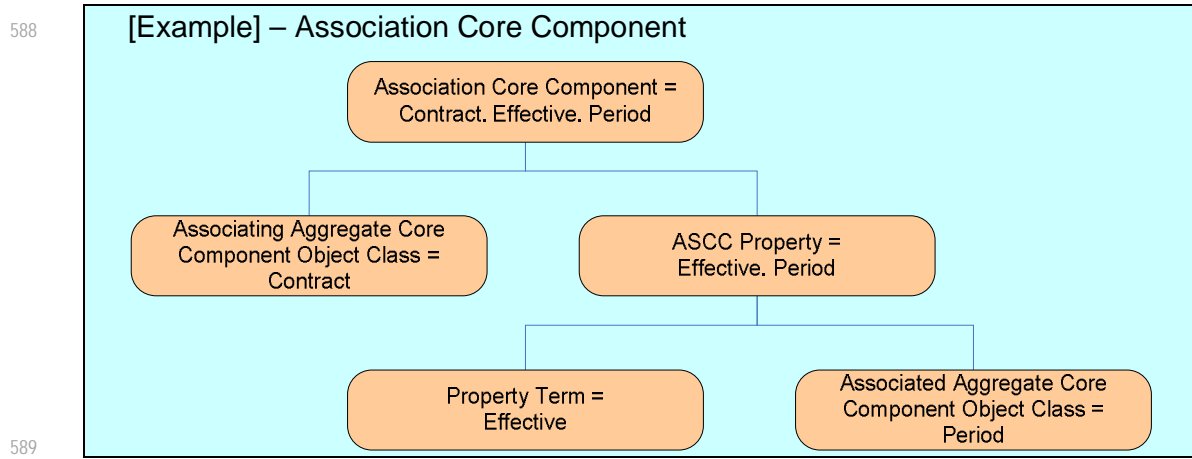 588
[Example] – Association Core Component
Association Core Component =
Contract. Effective. Period
Associating Aggregate Core
Component Object Class =
Contract
ASCC Property =
Effective. Period
Property Term =
Effective
Associated Aggregate Core
Component Object Class =
Period
589